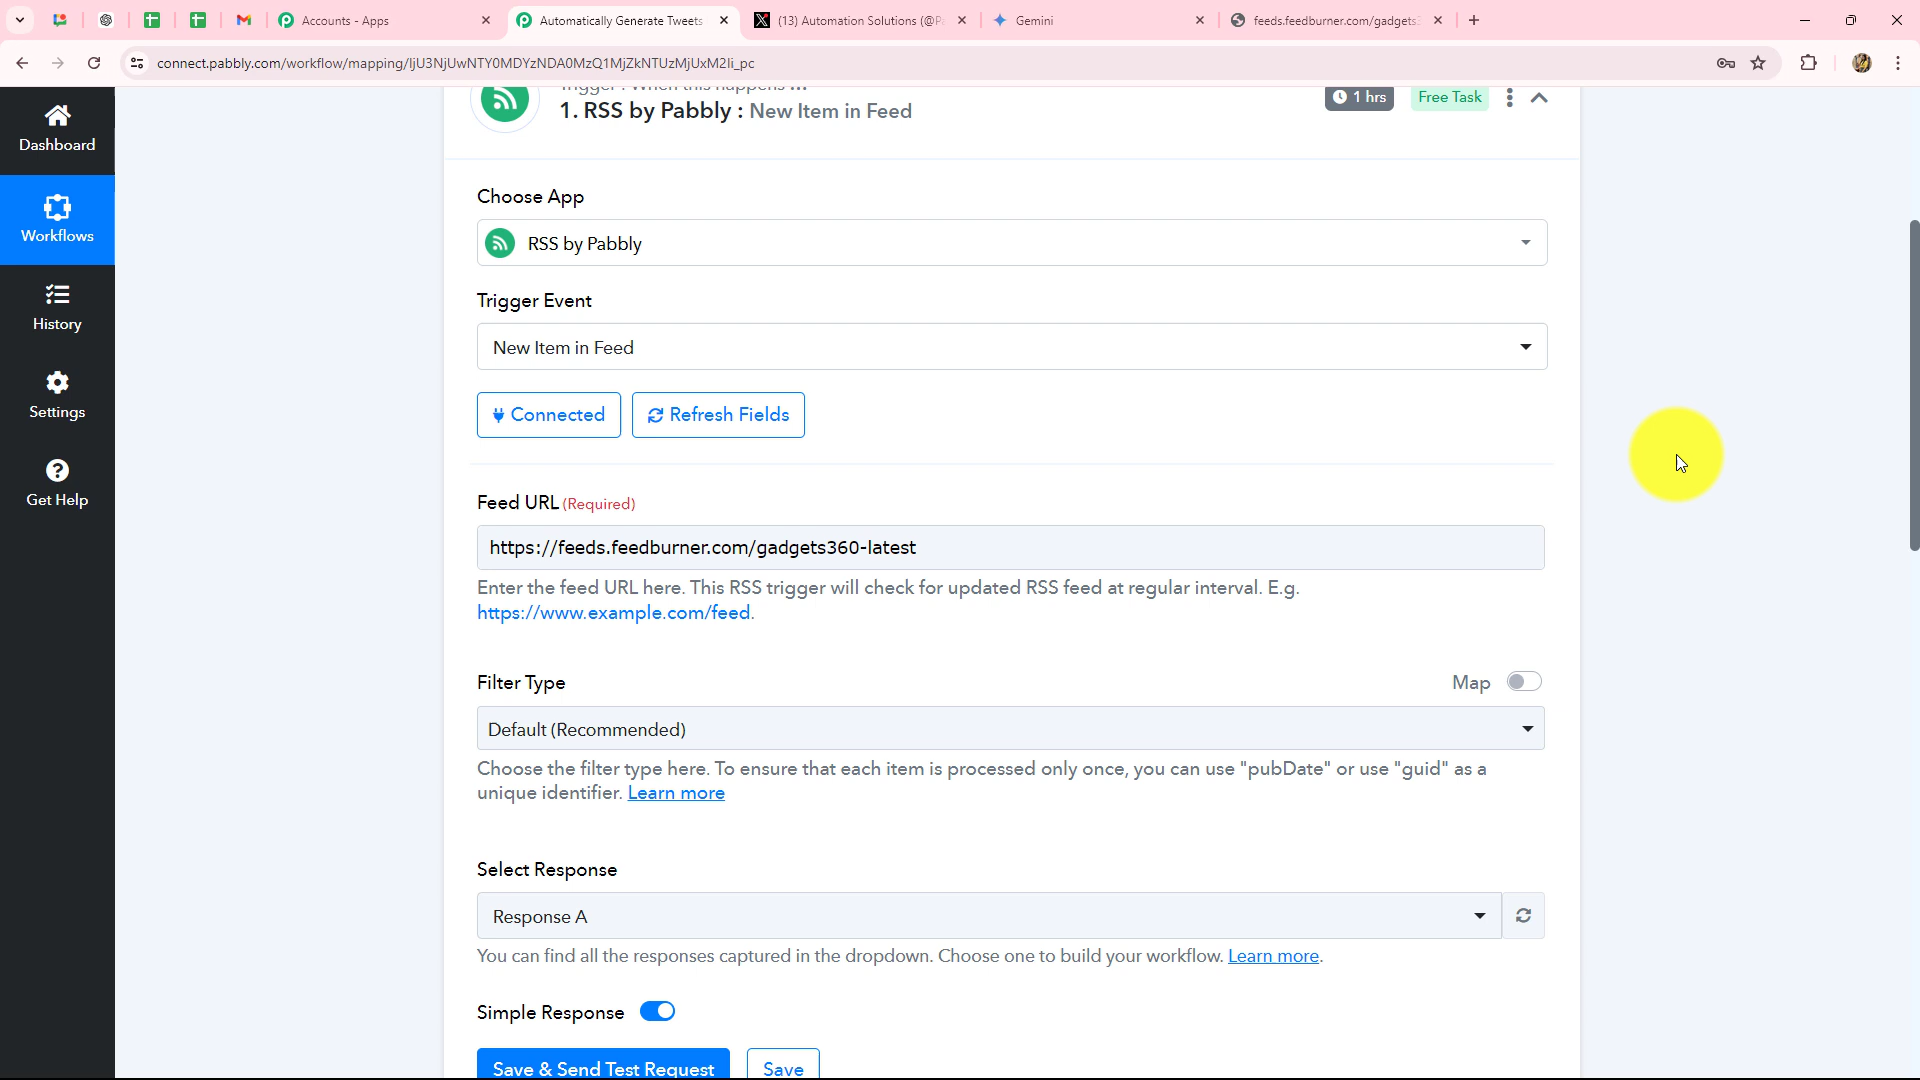 Accounts - Apps
Automatically Generate Tweets
(13) Automation Solutions (@P
Gemini
feeds.feedburner.com/gadgets
connect.pabbly.com/workflow/mapping/IjU3NjUwNTY0MDYzNDA0MzQ1MjZkNTUzMjUxM2Ii_pc
Trigger : When this happens ...
1. RSS by Pabbly : New Item in Feed
1 hrs
Free Task
Dashboard
Workflows
History
Settings
Get Help
Choose App
RSS by Pabbly
Trigger Event
New Item in Feed
Connected
Refresh Fields
Feed URL (Required)
https://feeds.feedburner.com/gadgets360-latest
Enter the feed URL here. This RSS trigger will check for updated RSS feed at regular interval. E.g.
https://www.example.com/feed.
Filter Type
Map
Default (Recommended)
Choose the filter type here. To ensure that each item is processed only once, you can use "pubDate" or use "guid" as a
unique identifier. Learn more
Select Response
Response A
You can find all the responses captured in the dropdown. Choose one to build your workflow. Learn more.
Simple Response
Save & Send Test Request
Save